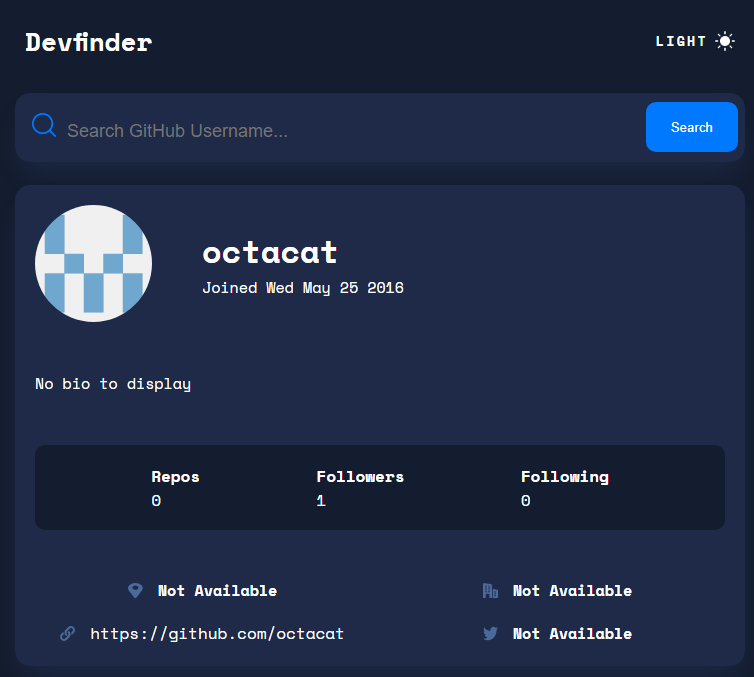 Devfinder
LIGHT
Search GitHub Username...
Search
octacat
Joined Wed May 25 2016
No bio to display
Repos Followers Following
0 1 0
Not Available Not Available
https://github.com/octacat Not Available